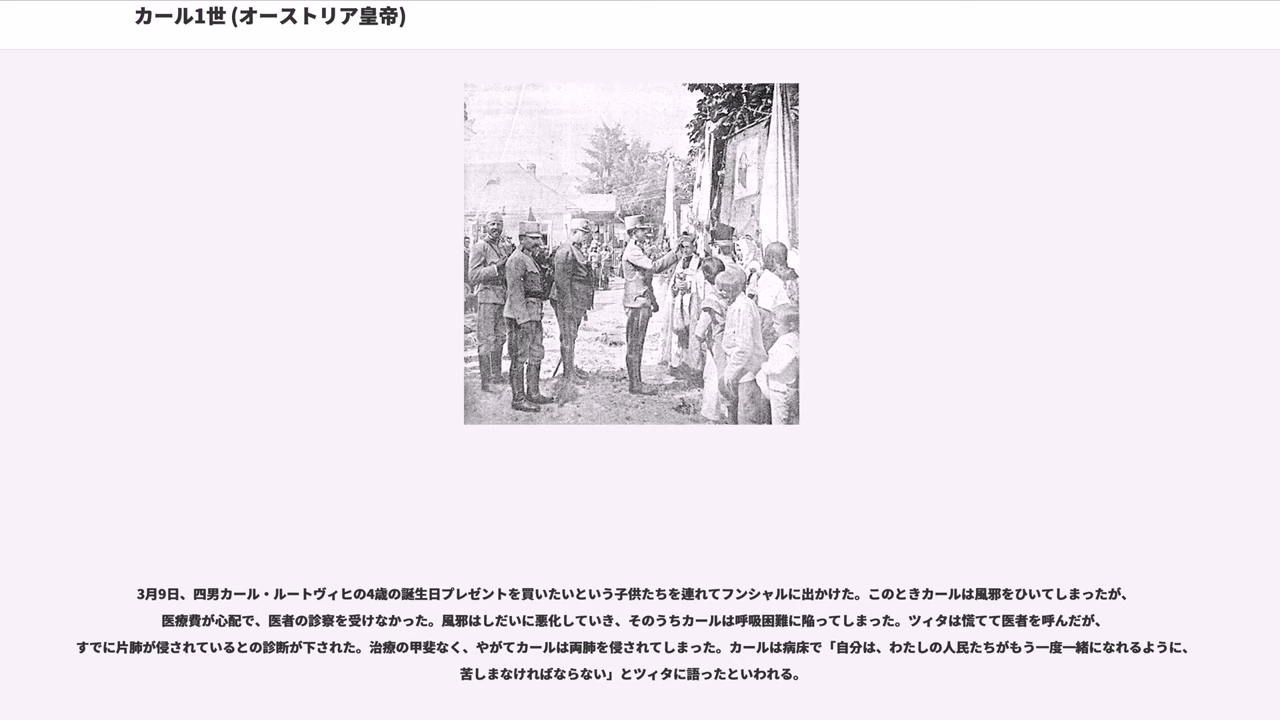 カール1世 (オーストリア皇帝)
3月9日、四男カール・ルートヴィヒの4歳の誕生日プレゼントを買いたいという子供たちを連れてフンシャルに出かけた。このときカールは風邪をひいてしまったが、
医療費が心配で、医者の診察を受けなかった。風邪はしだいに悪化していき、そのうちカールは呼吸困難に陥ってしまった。ツィタは慌てて医者を呼んだが、
すでに片肺が侵されているとの診断が下された。治療の甲斐なく、やがてカールは両肺を侵されてしまった。カールは病床で「自分は、わたしの人民たちがもう一度一緒になれるように、
苦しまなければならない」とツィタに語ったといわれる。